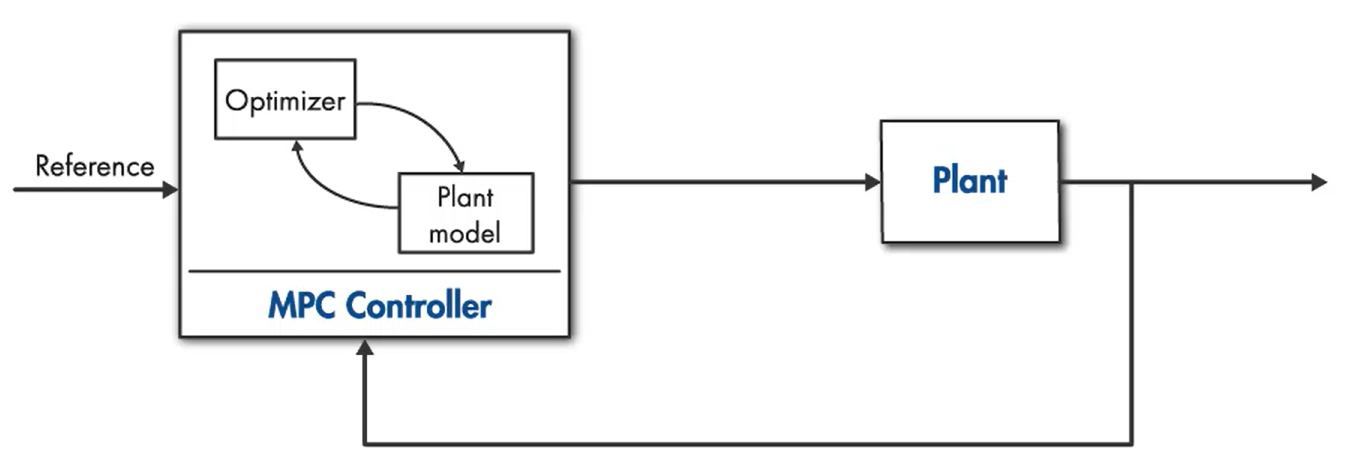 Optimizer
Reference
Plant
model
Plant
MPC Controller